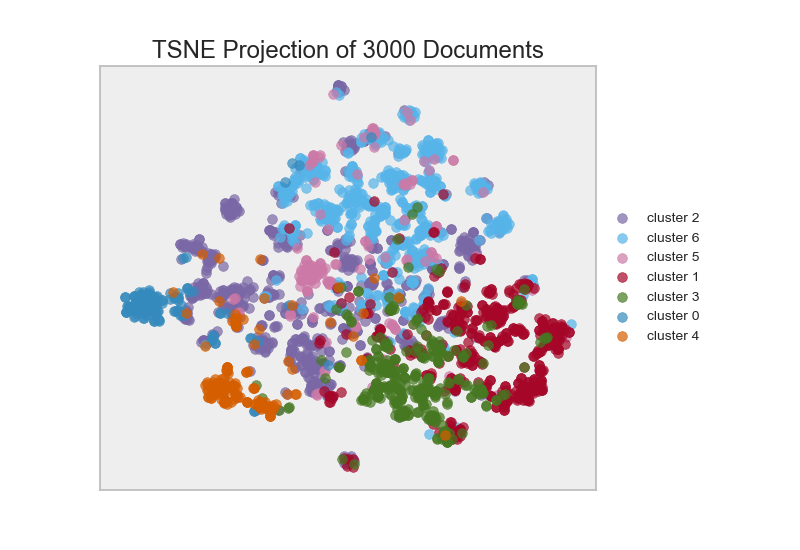 TSNE Projection of 3000 Documents
cluster 2
cluster 6
cluster 5
cluster 1
cluster 3
cluster 0
cluster 4